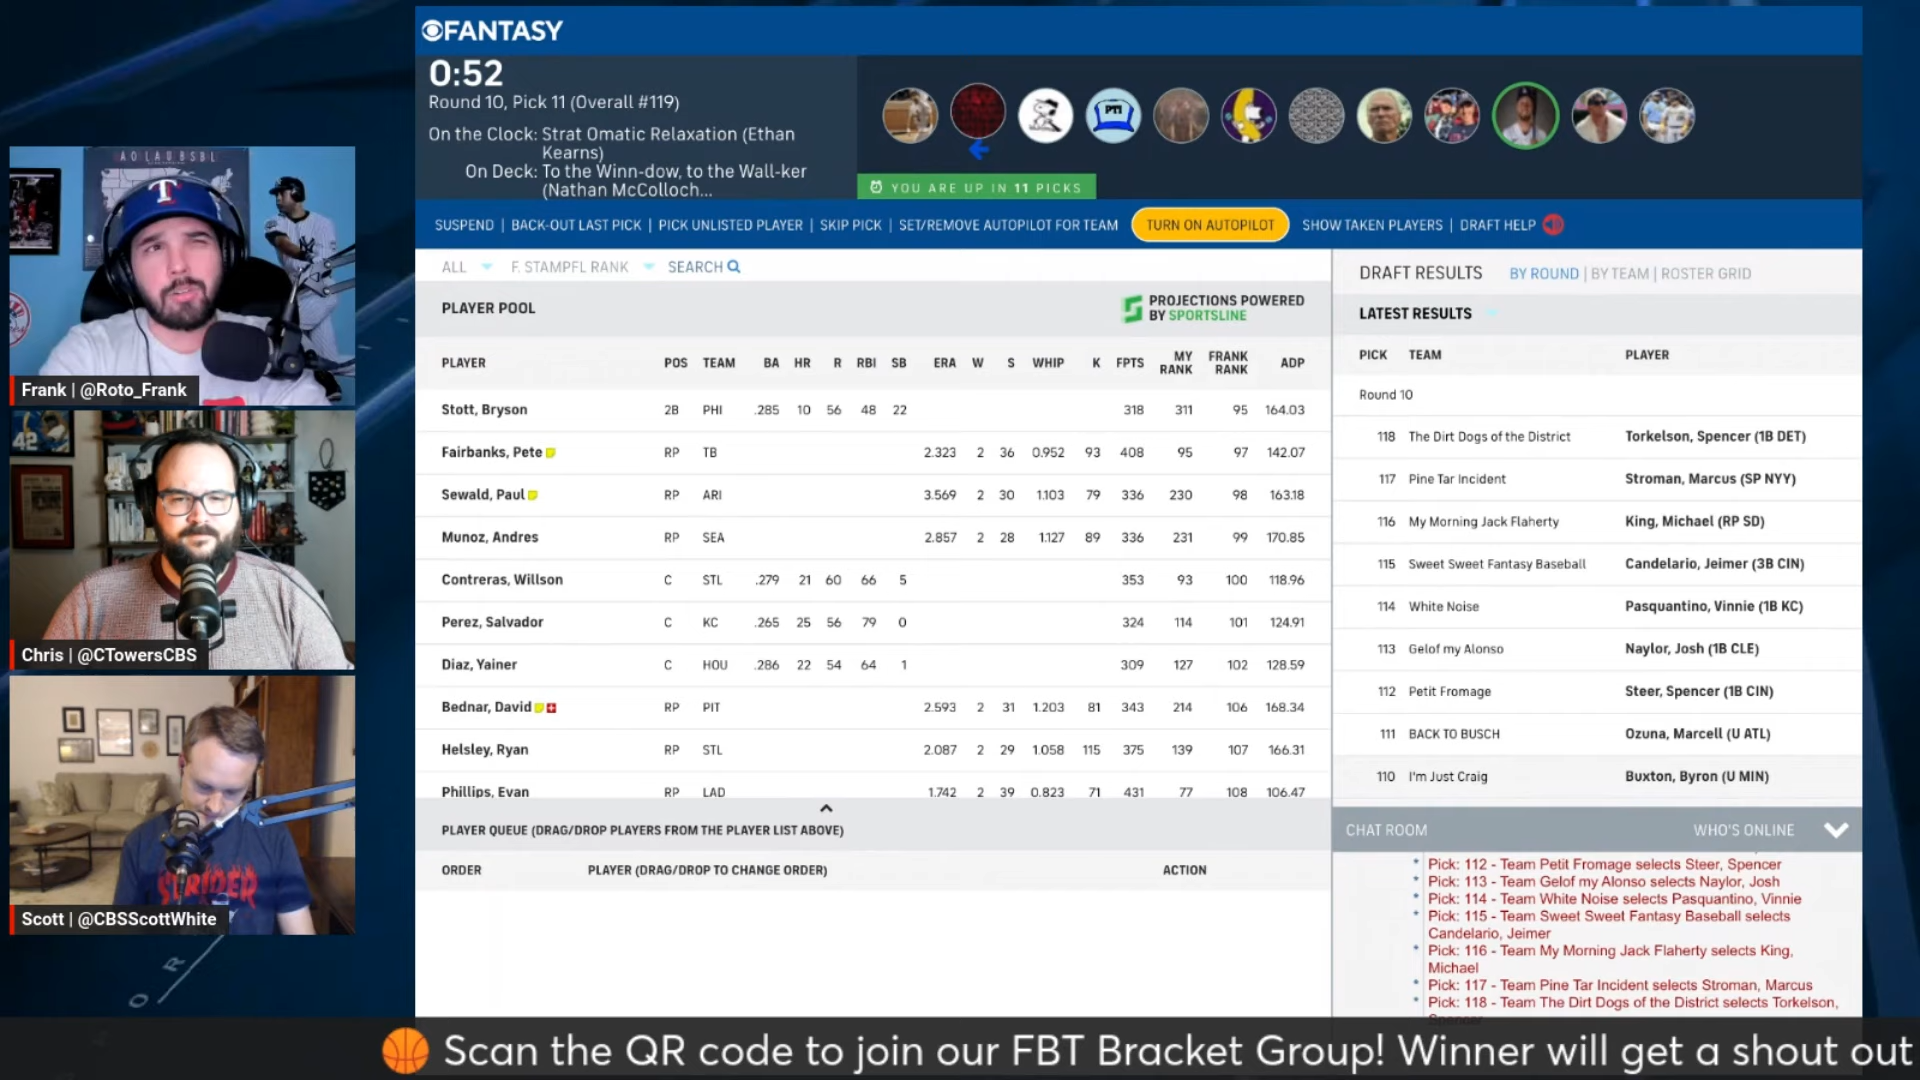 FANTASY
0:52
Round 10, Pick 11 (Overall #119)
On the Clock: Strat Omatic Relaxation (Ethan
Kearns)
On Deck: To the Winn-dow, to the Wall-ker
(Nathan McColloch...
PTI
YOU ARE UP IN 11 PICKS
SUSPEND | BACK-OUT LAST PICK | PICK UNLISTED PLAYER | SKIP PICK | SET/REMOVE AUTOPILOT FOR TEAM TURN ON AUTOPILOT SHOW TAKEN PLAYERS | DRAFT HELP
ALL F. STAMPFL RANK SEARCH
PLAYER POOL
PROJECTIONS POWERED
BY SPORTSLINE
PLAYER POS TEAM BA HR R RBI SB ERA W S WHIP K FPTS MY RANK FRANK RANK ADP
Stott, Bryson 2B PHI .285 10 56 48 22 318 311 95 164.03
Fairbanks, Pete RP TB 2.323 2 36 0.952 93 408 95 97 142.07
Sewald, Paul RP ARI 3.569 2 30 1.103 79 336 230 98 163.18
Munoz, Andres RP SEA 2.857 2 28 1.127 89 336 231 99 170.85
Contreras, Willson C STL .279 21 60 66 5 353 93 100 118.96
Perez, Salvador C KC .265 25 56 79 0 324 114 101 124.91
Diaz, Yainer C HOU .286 22 54 64 1 309 127 102 128.59
Bednar, David RP PIT 2.593 2 31 1.203 81 343 214 106 168.34
Helsley, Ryan RP STL 2.087 2 29 1.058 115 375 139 107 166.31
Phillips, Evan RP LAD 1.742 2 39 0.823 71 431 77 108 106.47
PLAYER QUEUE (DRAG/DROP PLAYERS FROM THE PLAYER LIST ABOVE)
ORDER PLAYER (DRAG/DROP TO CHANGE ORDER) ACTION
DRAFT RESULTS BY ROUND | BY TEAM | ROSTER GRID
LATEST RESULTS
PICK TEAM PLAYER
Round 10
118 The Dirt Dogs of the District Torkelson, Spencer (1B DET)
117 Pine Tar Incident Stroman, Marcus (SP NYY)
116 My Morning Jack Flaherty King, Michael (RP SD)
115 Sweet Sweet Fantasy Baseball Candelario, Jeimer (3B CIN)
114 White Noise Pasquantino, Vinnie (1B KC)
113 Gelof my Alonso Naylor, Josh (1B CLE)
112 Petit Fromage Steer, Spencer (1B CIN)
111 BACK TO BUSCH Ozuna, Marcell (U ATL)
110 I'm Just Craig Buxton, Byron (U MIN)
CHAT ROOM WHO'S ONLINE
* Pick: 112 - Team Petit Fromage selects Steer, Spencer
* Pick: 113 - Team Gelof my Alonso selects Naylor, Josh
* Pick: 114 - Team White Noise selects Pasquantino, Vinnie
* Pick: 115 - Team Sweet Sweet Fantasy Baseball selects
Candelario, Jeimer
* Pick: 116 - Team My Morning Jack Flaherty selects King,
Michael
* Pick: 117 - Team Pine Tar Incident selects Stroman, Marcus
* Pick: 118 - Team The Dirt Dogs of the District selects Torkelson,
Spencer
T
Frank | @Roto_Frank
42
Chris | @CTowersCBS
STRIDER
Scott | @CBSScottWhite
Scan the QR code to join our FBT Bracket Group! Winner will get a shout out